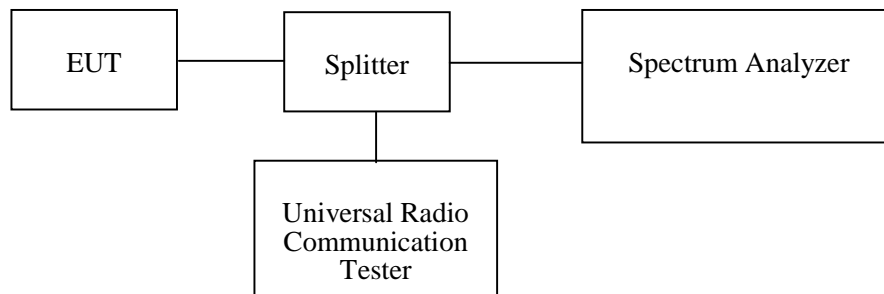 EUT
Splitter
Spectrum Analyzer
Universal Radio
Communication
Tester